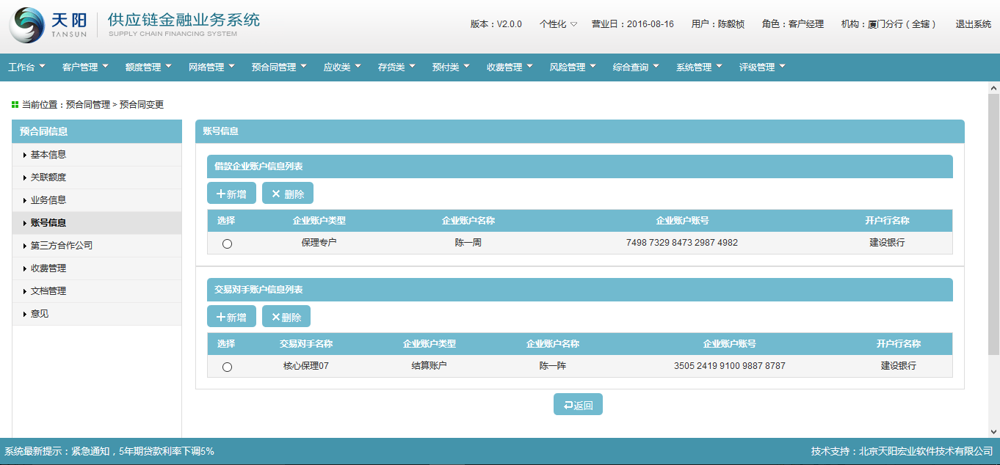 天阳 TANSUN 供应链金融业务系统 SUPPLY CHAIN FINANCING SYSTEM
版本：V2.0.0 个性化 营业日：2016-08-16 用户：陈毅桢 角色：客户经理 机构：厦门分行（全辖） 退出系统
工作台 客户管理 额度管理 网络管理 预合同管理 应收类 存货类 预付类 收费管理 风险管理 综合查询 系统管理 评级管理
当前位置：预合同管理 > 预合同变更
预合同信息
基本信息
关联额度
业务信息
账号信息
第三方合作公司
收费管理
文档管理
意见
账号信息
借款企业账户信息列表
新增 删除
选择 企业账户类型 企业账户名称 企业账户账号 开户行名称
保理专户 陈一周 7498 7329 8473 2987 4982 建设银行
交易对手账户信息列表
新增 删除
选择 交易对手名称 企业账户类型 企业账户名称 企业账户账号 开户行名称
核心保理07 结算账户 陈一阵 3505 2419 9100 9887 8787 建设银行
返回
系统最新提示：紧急通知，5年期贷款利率下调5% 技术支持：北京天阳宏业软件技术有限公司